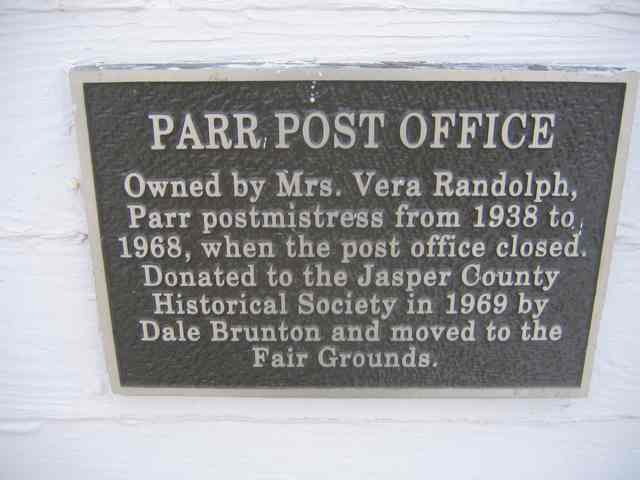 PARR POST OFFICE
Owned by Mrs. Vera Randolph,
Parr postmistress from 1938 to
1968, when the post office closed.
Donated to the Jasper County
Historical Society in 1969 by
Dale Brunton and moved to the
Fair Grounds.